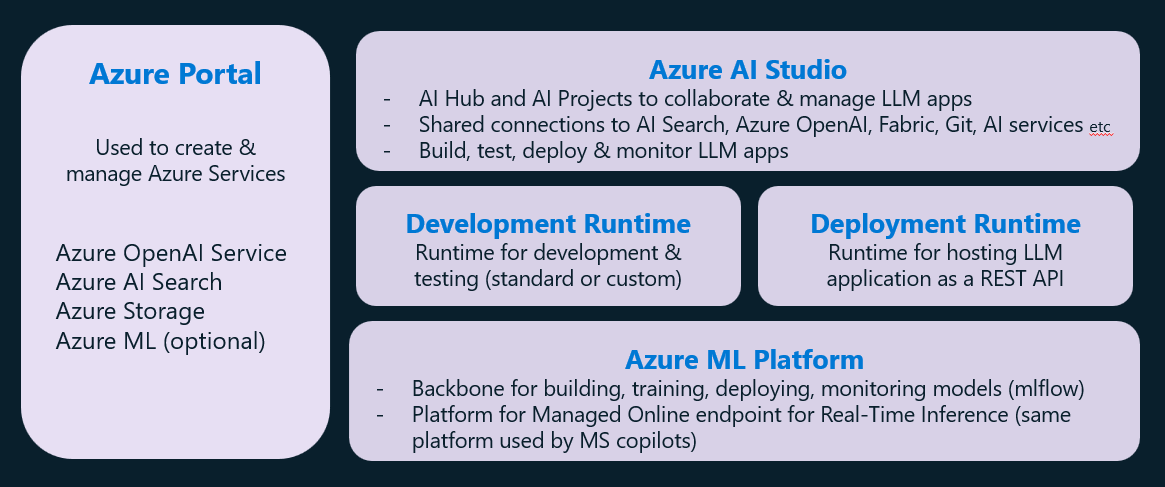 Azure Portal
Used to create &
manage Azure Services
Azure OpenAI Service
Azure AI Search
Azure Storage
Azure ML (optional)
Azure AI Studio
- AI Hub and AI Projects to collaborate & manage LLM apps
- Shared connections to AI Search, Azure OpenAI, Fabric, Git, AI services etc
- Build, test, deploy & monitor LLM apps
Development Runtime
Runtime for development &
testing (standard or custom)
Deployment Runtime
Runtime for hosting LLM
application as a REST API
Azure ML Platform
- Backbone for building, training, deploying, monitoring models (mlflow)
- Platform for Managed Online endpoint for Real-Time Inference (same
platform used by MS copilots)